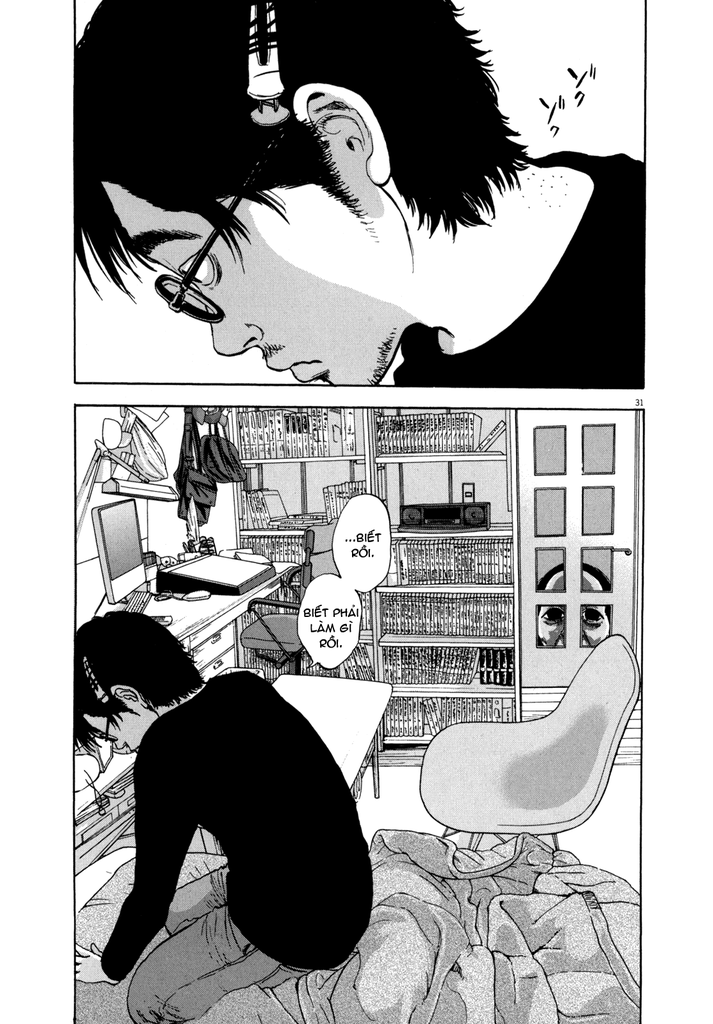 ゾ
ク
ゾ
ク
31
...BIẾT
RỒI.
BIẾT PHẢI
LÀM GÌ
RỒI.